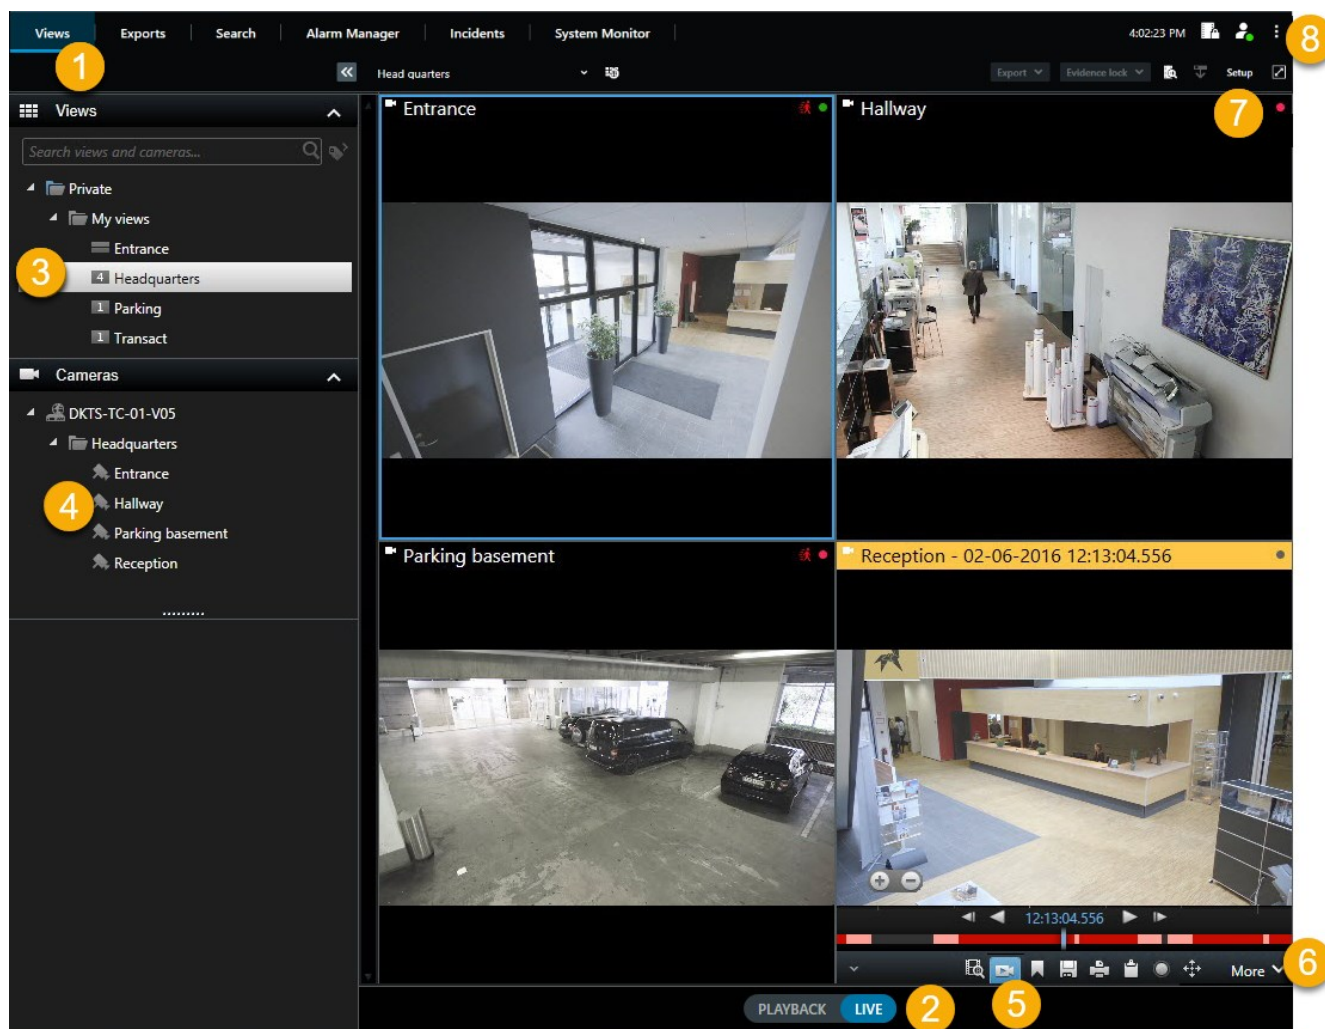 Views Exports Search Alarm Manager Incidents System Monitor 4:02:23 PM 8
1 Head quarters Export Evidence lock Setup
7
Views
Search views and cameras...
Private
My views
Entrance
3 4 Headquarters
1 Parking
1 Transact
Cameras
DKTS-TC-01-V05
Headquarters
Entrance
4 Hallway
Parking basement
Reception
Entrance
Hallway
Parking basement
Reception - 02-06-2016 12:13:04.556
12:13:04.556
More 6
5
PLAYBACK LIVE 2